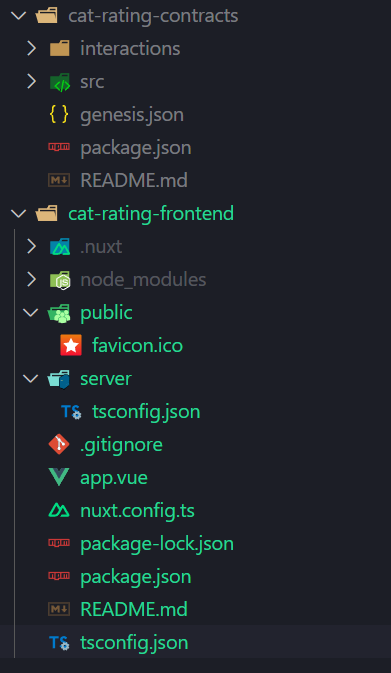 cat-rating-contracts
interactions
src
genesis.json
package.json
README.md
cat-rating-frontend
.nuxt
node_modules
public
favicon.ico
server
tsconfig.json
.gitignore
app.vue
nuxt.config.ts
package-lock.json
package.json
README.md
tsconfig.json